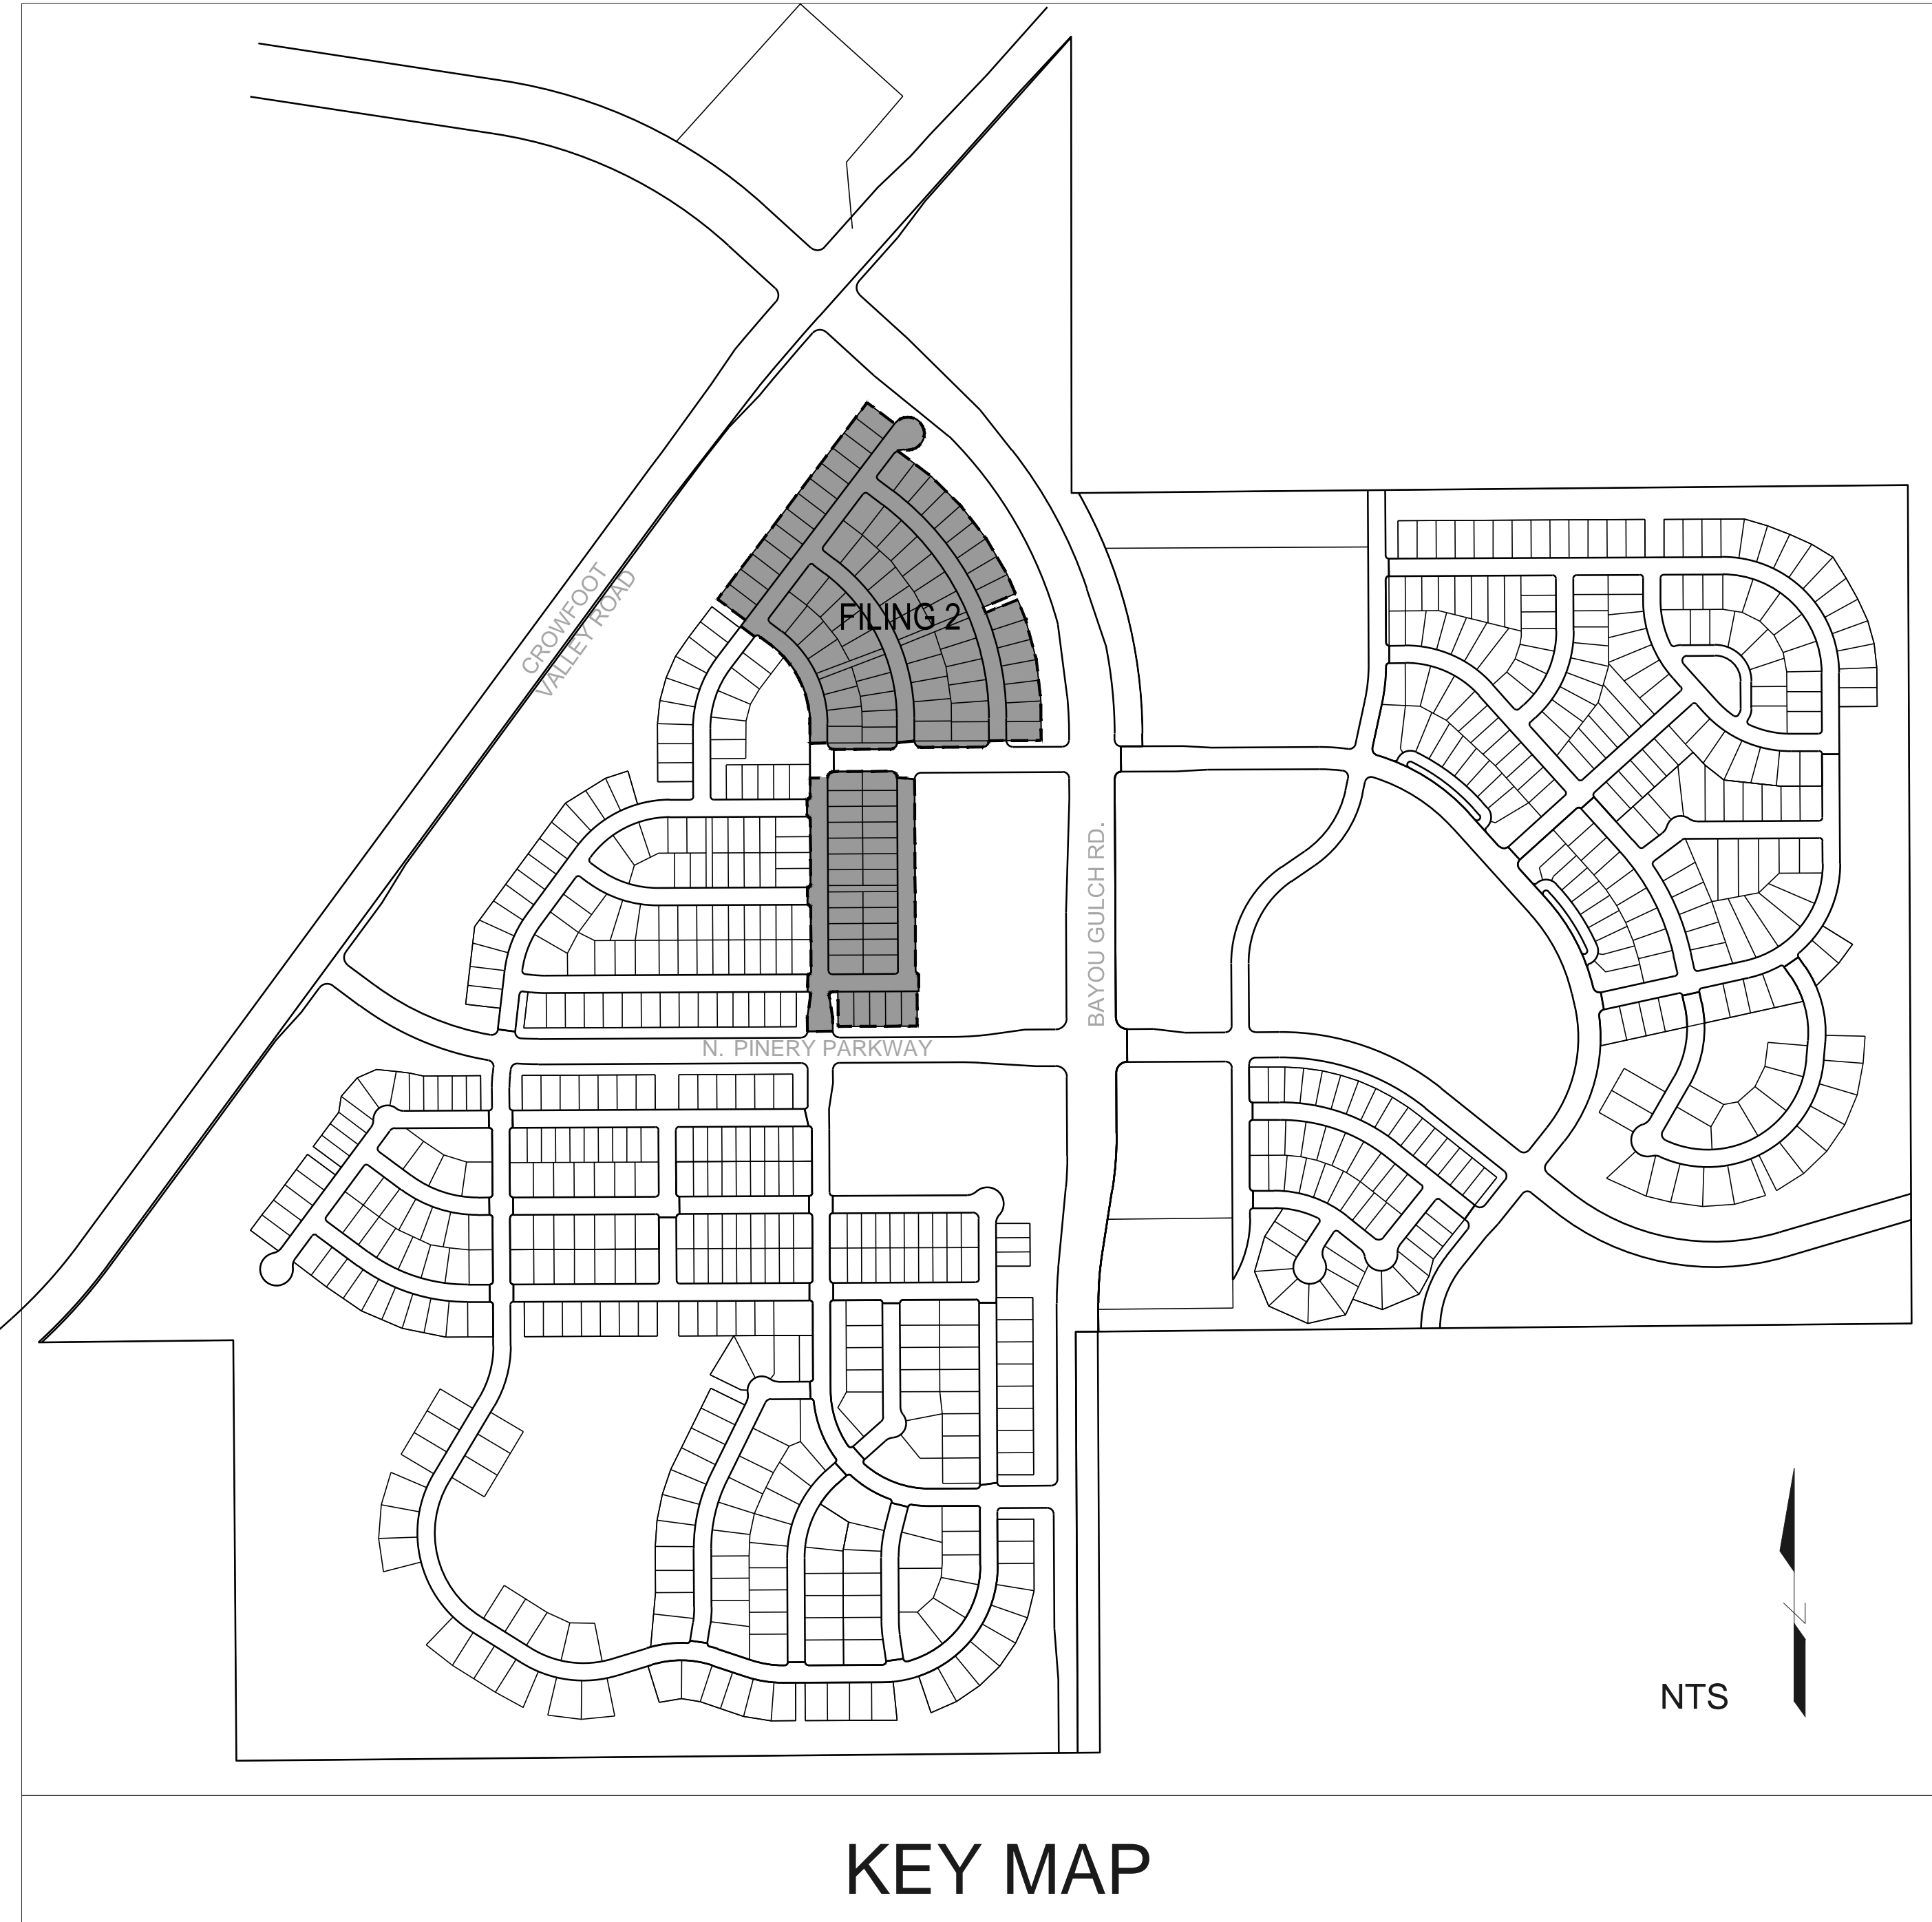 FILING 2
CROWFOOT
VALLEY ROAD
BAYOU GULCH RD.
N. PINERY PARKWAY
N
NTS
KEY MAP